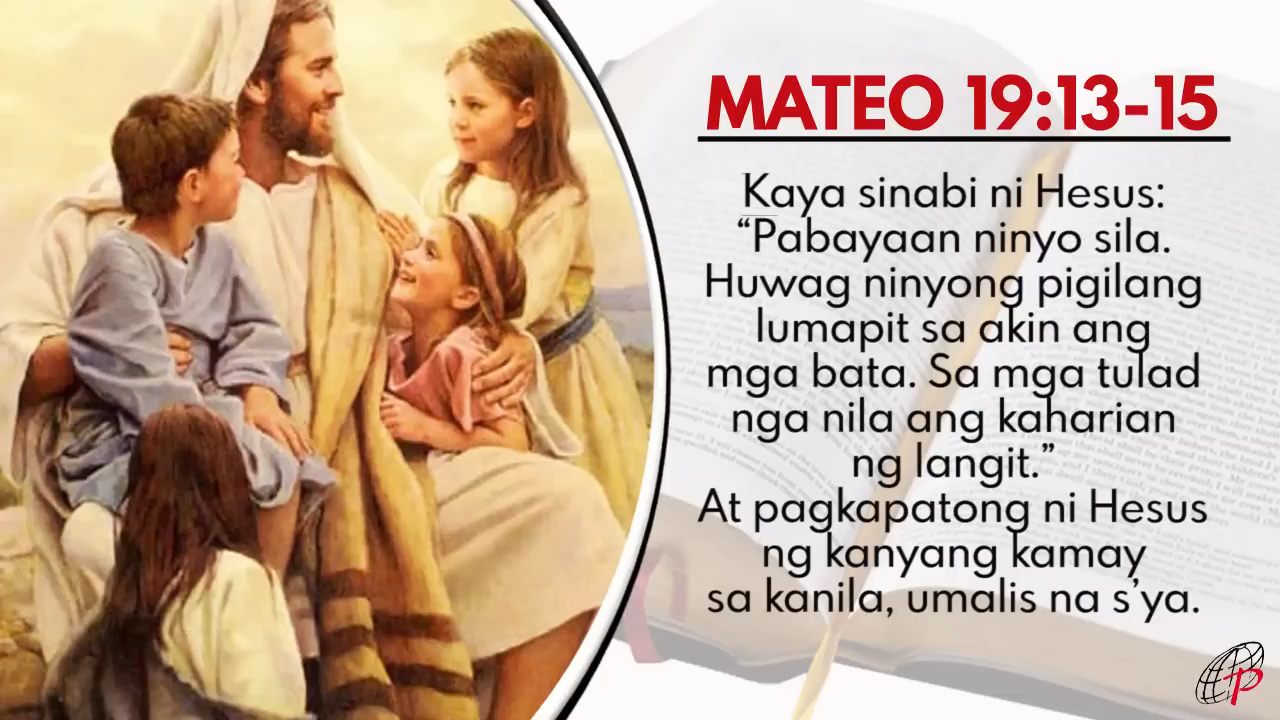 MATEO 19:13-15
Kaya sinabi ni Hesus:
“Pabayaan ninyo sila.
Huwag ninyong pigilang
lumapit sa akin ang
mga bata. Sa mga tulad
nga nila ang kaharian
ng langit.”
At pagkapatong ni Hesus
ng kanyang kamay
sa kanila, umalis na s’ya.